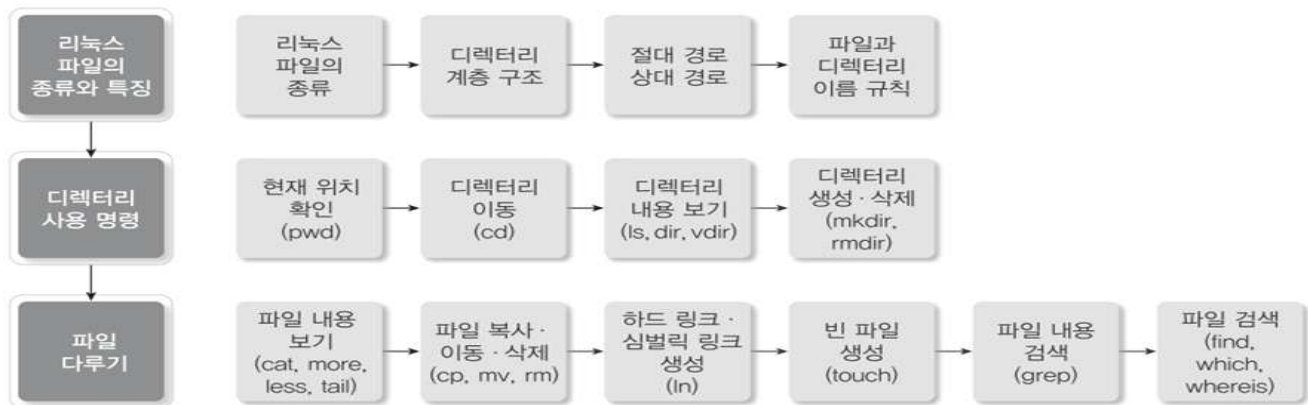 리눅스
파일의
종류와 특징
리눅스
파일의
종류
디렉터리
계층 구조
절대 경로
상대 경로
파일과
디렉터리
이름 규칙
디렉터리
사용 명령
현재 위치
확인
(pwd)
디렉터리
이동
(cd)
디렉터리
내용 보기
(ls, dir, vdir)
디렉터리
생성·삭제
(mkdir,
rmdir)
파일
다루기
파일 내용
보기
(cat, more,
less, tail)
파일 복사·
이동·삭제
(cp, mv, rm)
하드 링크·
심벌릭 링크
생성
(ln)
빈 파일
생성
(touch)
파일 내용
검색
(grep)
파일 검색
(find,
which,
whereis)